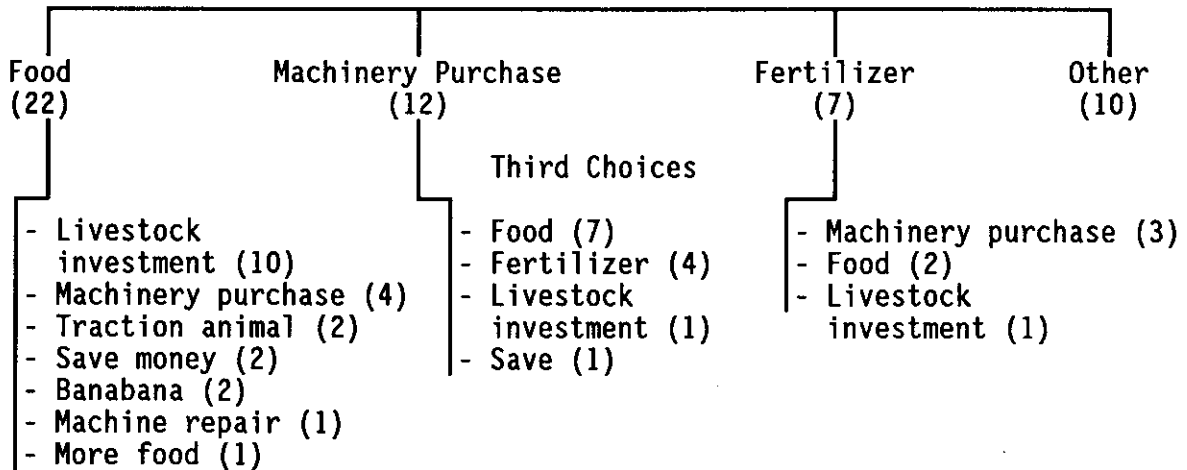 Food Machinery Purchase Fertilizer Other
(22) (12) (7) (10)
Third Choices
- Livestock
investment (10)
- Machinery purchase (4)
- Traction animal (2)
- Save money (2)
- Banabana (2)
- Machine repair (1)
- More food (1)
- Food (7)
- Fertilizer (4)
- Livestock
investment (1)
- Save (1)
- Machinery purchase (3)
- Food (2)
- Livestock
investment (1)